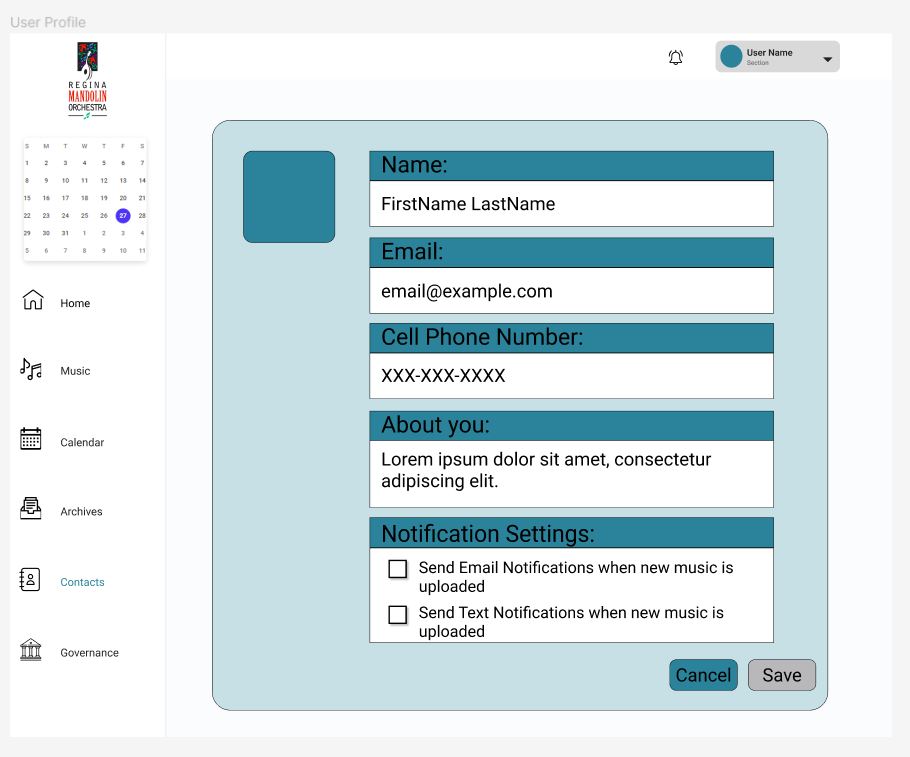 User Profile
REGINA
MANDOLIN
ORCHESTRA
User Name
Section
S M T W T F S
1 2 3 4 5 6 7
8 9 10 11 12 13 14
15 16 17 18 19 20 21
22 23 24 25 26 27 28
29 30 31 1 2 3 4
5 6 7 8 9 10 11
Home
Music
Calendar
Archives
Contacts
Governance
Name:
FirstName LastName
Email:
email@example.com
Cell Phone Number:
XXX-XXX-XXXX
About you:
Lorem ipsum dolor sit amet, consectetur
adipiscing elit.
Notification Settings:
Send Email Notifications when new music is
uploaded
Send Text Notifications when new music is
uploaded
Cancel
Save